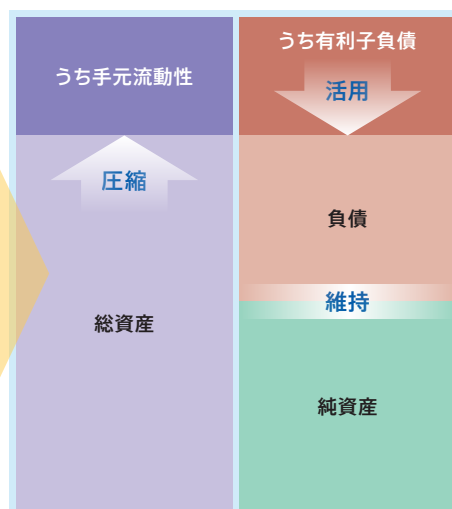 うち手元流動性
圧縮
総資産
うち有利子負債
活用
負債
維持
純資産